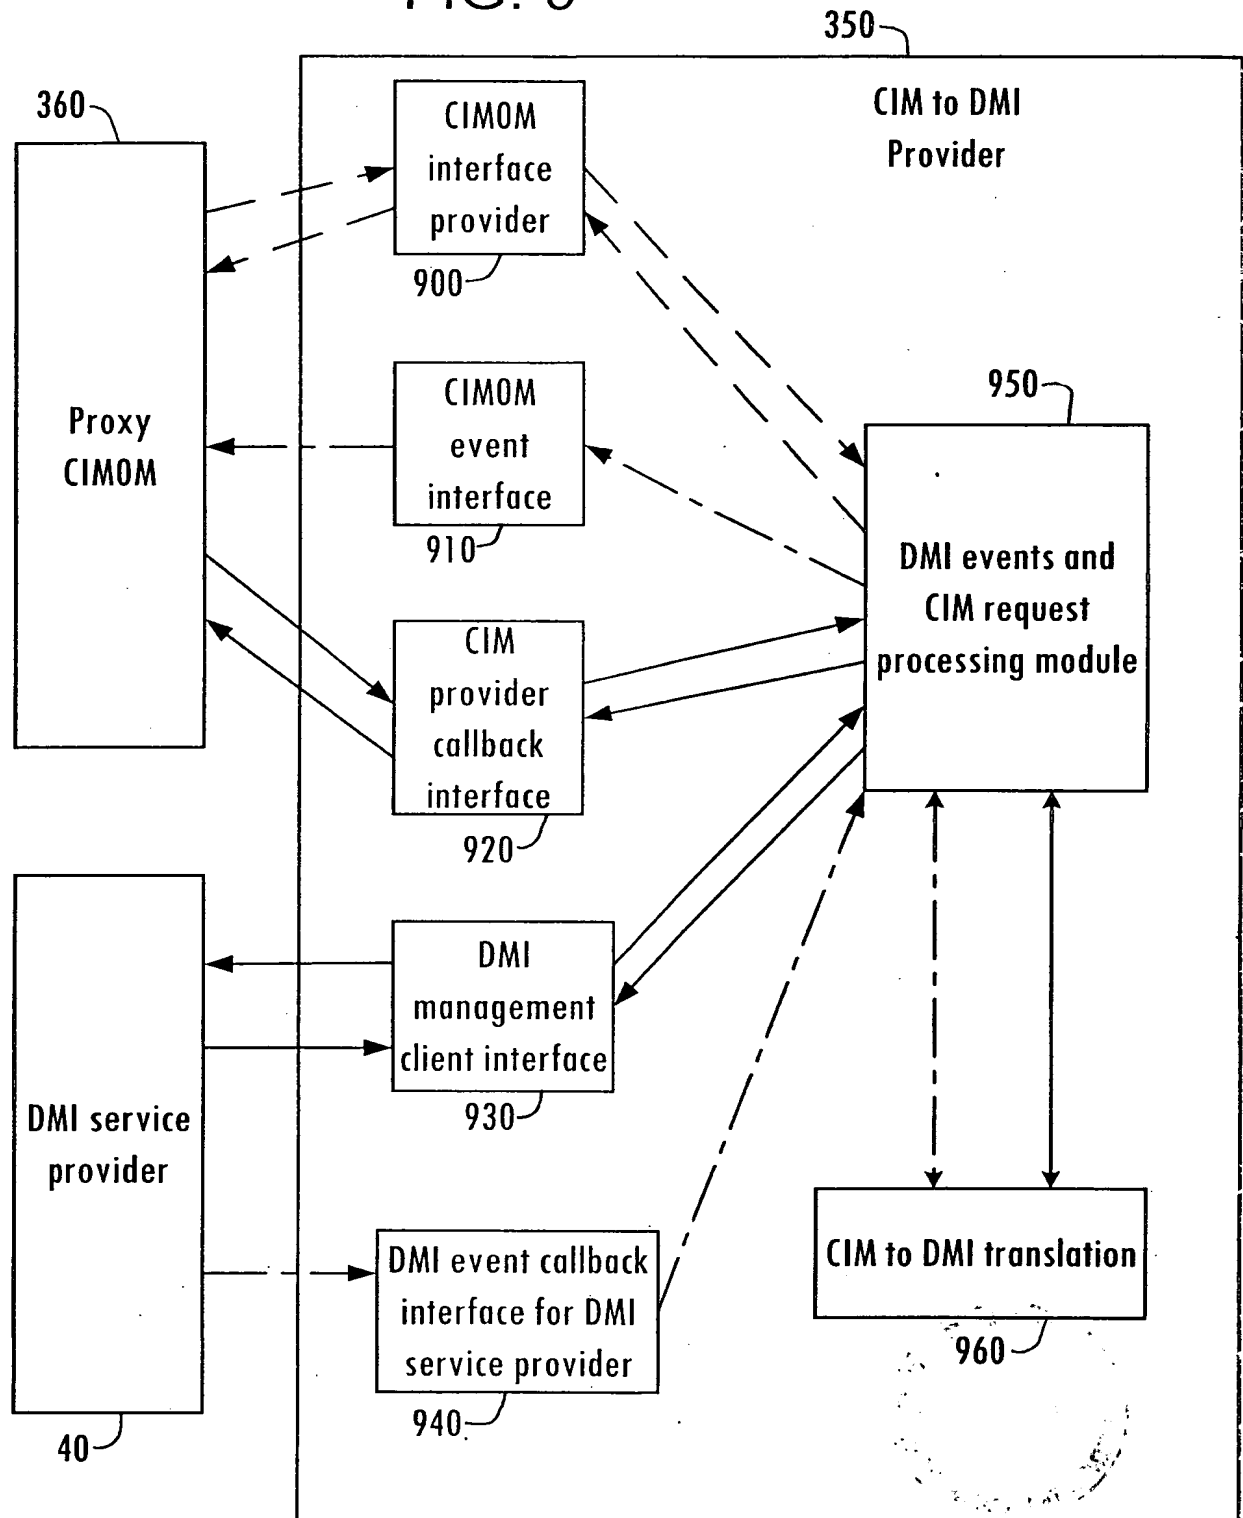 350
CIM to DMI
Provider
360
CIMOM
interface
provider
900
Proxy
CIMOM
CIMOM
event
interface
910
950
DMI events and
CIM request
processing module
CIM
provider
callback
interface
920
DMI service
provider
40
DMI
management
client interface
930
DMI event callback
interface for DMI
service provider
940
CIM to DMI translation
960